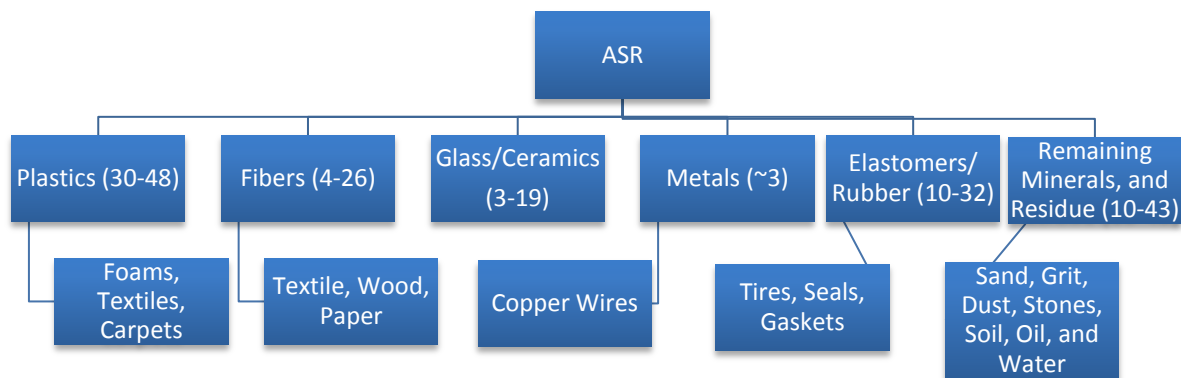 ASR
Plastics (30-48)
Fibers (4-26)
Glass/Ceramics
(3-19)
Metals (~3)
Elastomers/
Rubber (10-32)
Remaining
Minerals, and
Residue (10-43)
Foams,
Textiles,
Carpets
Textile, Wood,
Paper
Copper Wires
Tires, Seals,
Gaskets
Sand, Grit,
Dust, Stones,
Soil, Oil, and
Water